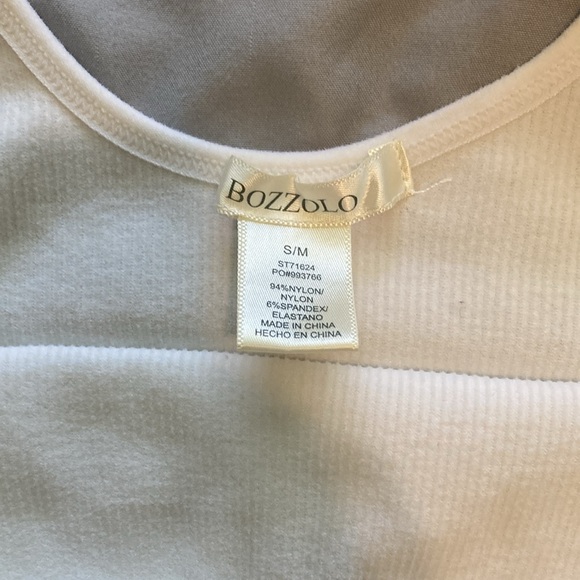 BOZZOLO
S/M
ST71624
PO#993766
94%NYLON/
NYLON
6%SPANDEX/
ELASTANO
MADE IN CHINA
HECHO EN CHINA